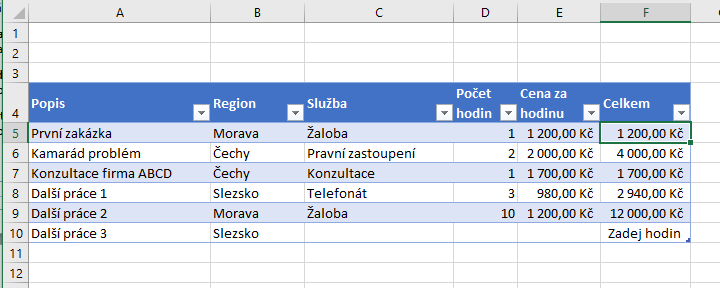 A B C D E F
1
2
3
4 Popis Region Služba Počet hodin Cena za hodinu Celkem
5 První zakázka Morava Žaloba 1 1 200,00 Kč 1 200,00 Kč
6 Kamarád problém Čechy Pravní zastoupení 2 2 000,00 Kč 4 000,00 Kč
7 Konzultace firma ABCD Čechy Konzultace 1 1 700,00 Kč 1 700,00 Kč
8 Další práce 1 Slezsko Telefonát 3 980,00 Kč 2 940,00 Kč
9 Další práce 2 Morava Žaloba 10 1 200,00 Kč 12 000,00 Kč
10 Další práce 3 Slezsko Zadej hodin
11
12